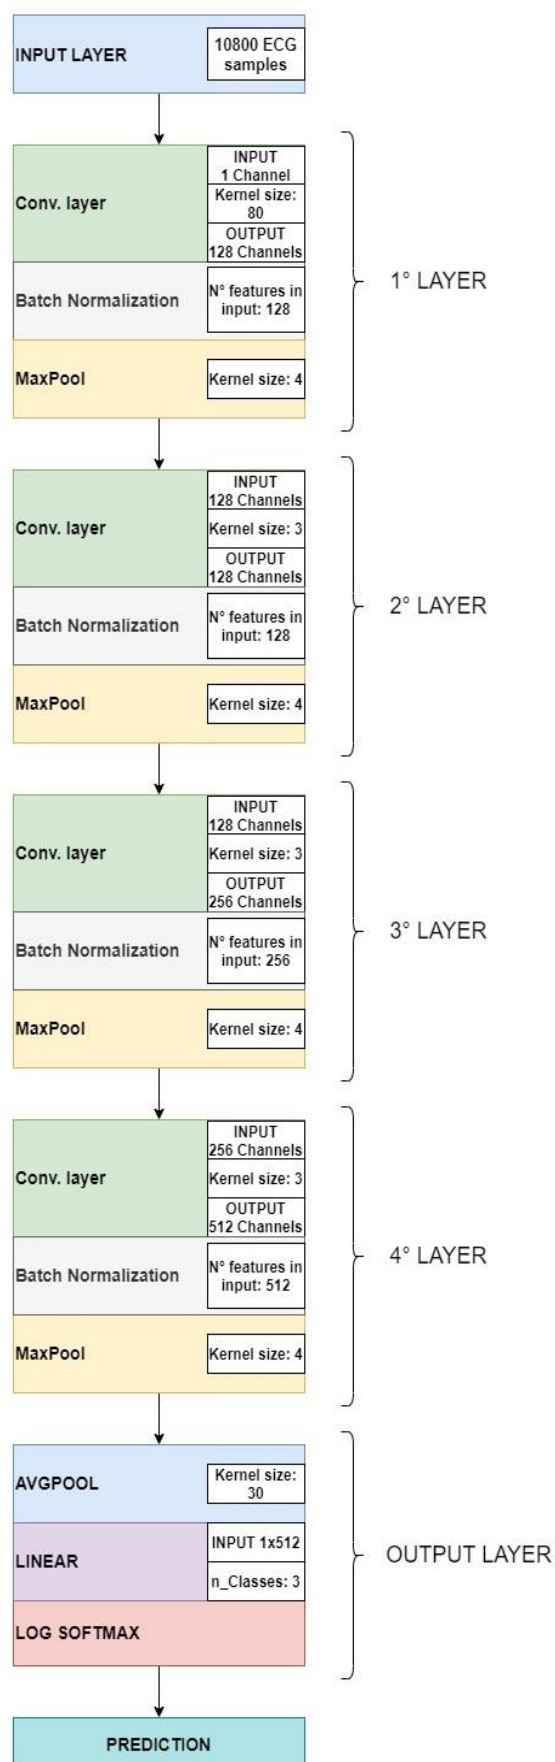 INPUT LAYER
10800 ECG
samples
Conv. layer
INPUT
1 Channel
Kernel size:
80
OUTPUT
128 Channels
Batch Normalization
N° features in
input: 128
MaxPool
Kernel size: 4
1° LAYER
Conv. layer
INPUT
128 Channels
Kernel size: 3
OUTPUT
128 Channels
Batch Normalization
N° features in
input: 128
MaxPool
Kernel size: 4
2° LAYER
Conv. layer
INPUT
128 Channels
Kernel size: 3
OUTPUT
256 Channels
Batch Normalization
N° features in
input: 256
MaxPool
Kernel size: 4
3° LAYER
Conv. layer
INPUT
256 Channels
Kernel size: 3
OUTPUT
512 Channels
Batch Normalization
N° features in
input: 512
MaxPool
Kernel size: 4
4° LAYER
AVGPOOL
Kernel size:
30
LINEAR
INPUT 1x512
n_Classes: 3
LOG SOFTMAX
OUTPUT LAYER
PREDICTION